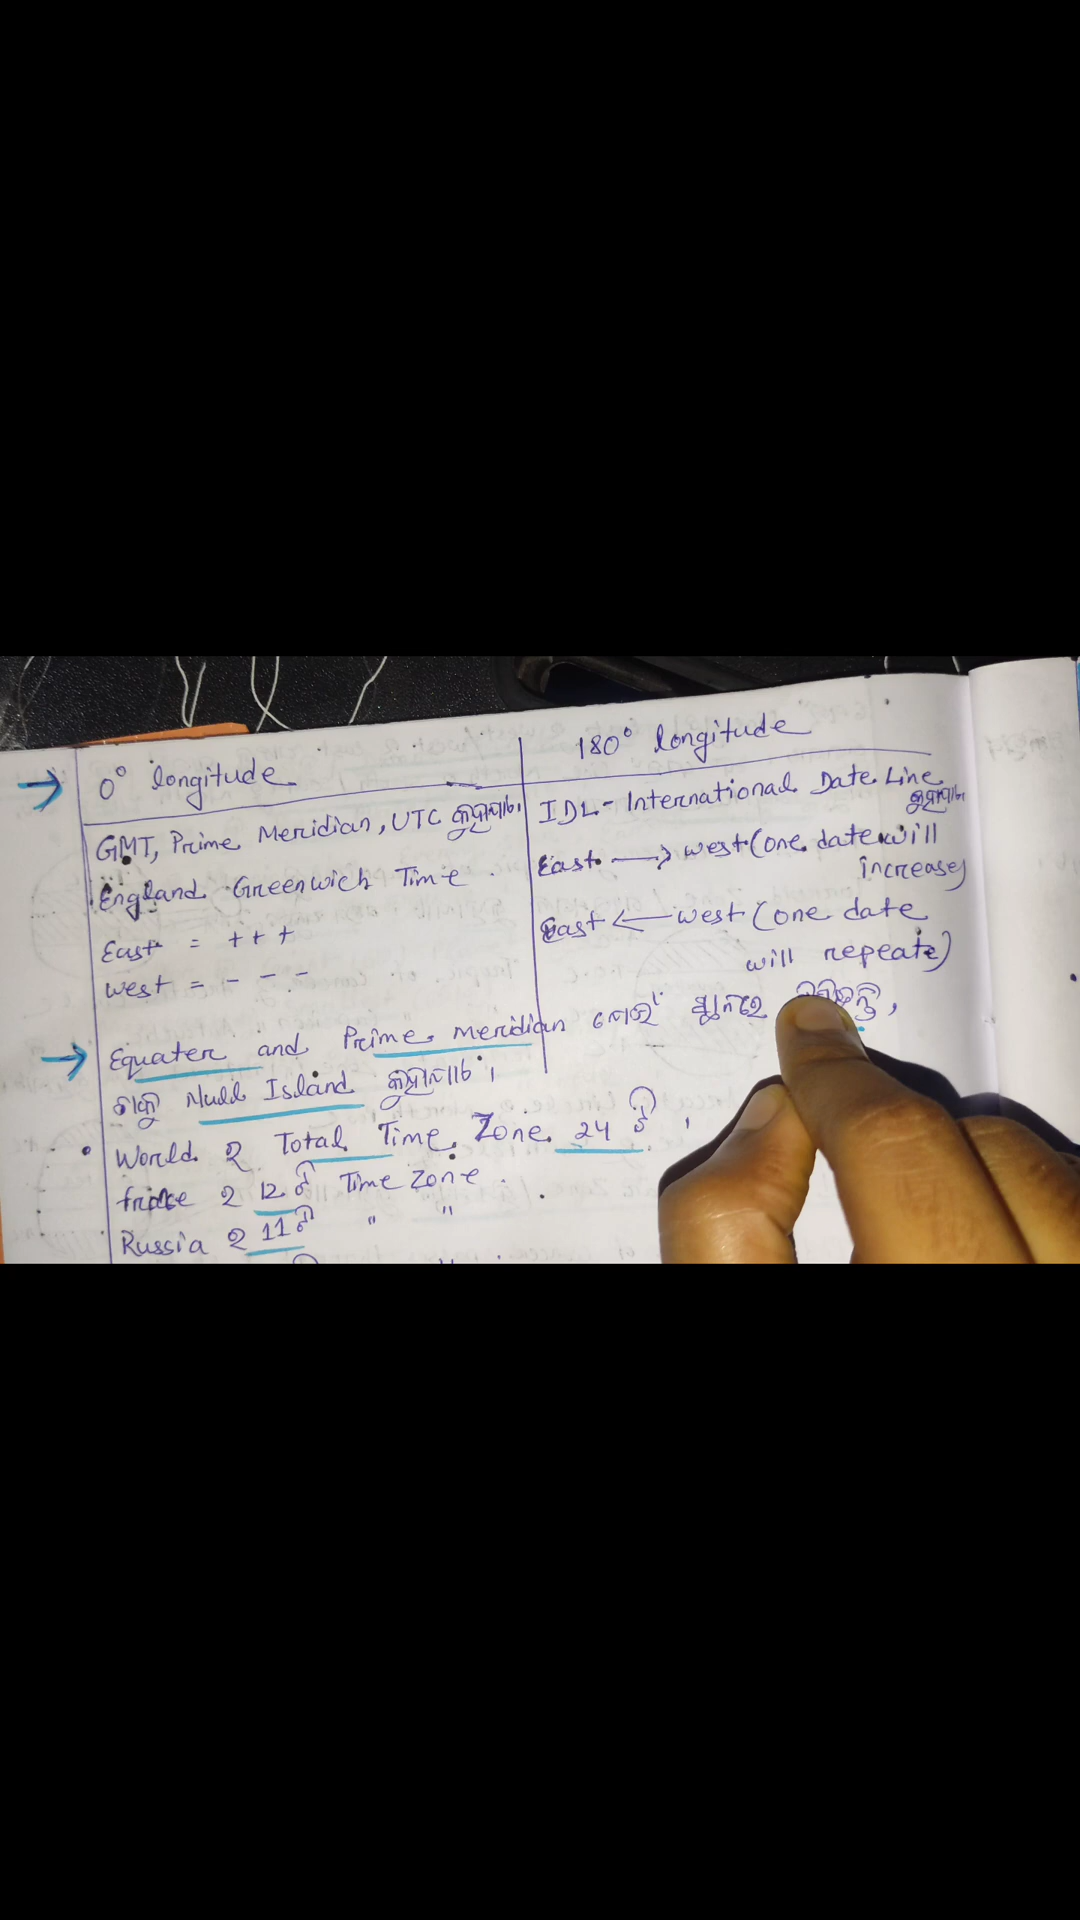 → 0° longitude
GMT, Prime Meridian, UTC କୁହାଯାଏ।
England Greenwich Time
East = + + +
West = - - -
180° longitude
IDL - International Date Line
କୁହାଯାଏ
East → west (one date will
increase)
East ← west (one date
will repeate)
→ Equater and Prime meridian ଯେଉଁ ସ୍ଥାନରେ
ତାକୁ Null Island କୁହାଯାଏ।
• World ର Total Time Zone 24 ଟି ।
ର 12 ଟି Time Zone
Russia ର 11 ଟି " "